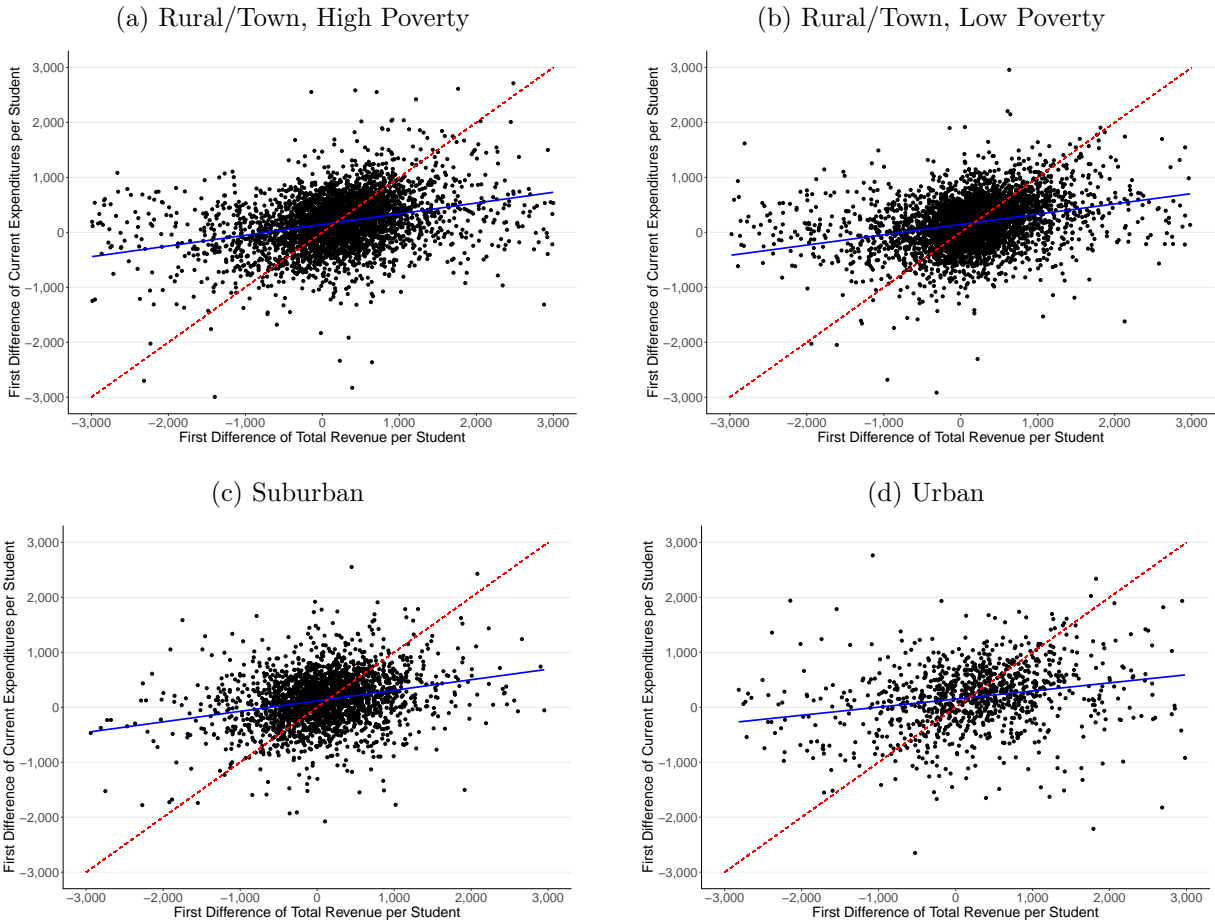 (a) Rural/Town, High Poverty
First Difference of Current Expenditures per Student
3,000
2,000
1,000
0
−1,000
−2,000
−3,000
−3,000 −2,000 −1,000 0 1,000 2,000 3,000
First Difference of Total Revenue per Student
(b) Rural/Town, Low Poverty
First Difference of Current Expenditures per Student
3,000
2,000
1,000
0
−1,000
−2,000
−3,000
−3,000 −2,000 −1,000 0 1,000 2,000 3,000
First Difference of Total Revenue per Student
(c) Suburban
First Difference of Current Expenditures per Student
3,000
2,000
1,000
0
−1,000
−2,000
−3,000
−3,000 −2,000 −1,000 0 1,000 2,000 3,000
First Difference of Total Revenue per Student
(d) Urban
First Difference of Current Expenditures per Student
3,000
2,000
1,000
0
−1,000
−2,000
−3,000
−3,000 −2,000 −1,000 0 1,000 2,000 3,000
First Difference of Total Revenue per Student